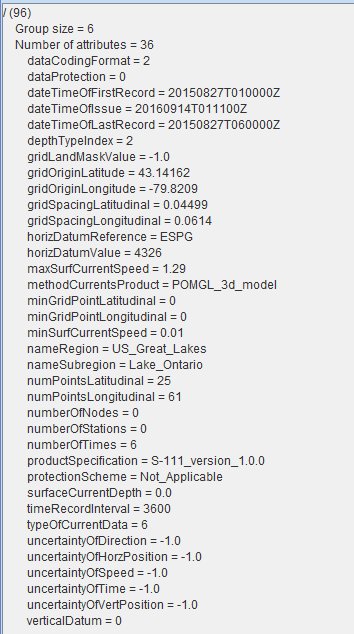 / (96)
Group size = 6
Number of attributes = 36
dataCodingFormat = 2
dataProtection = 0
dateTimeOfFirstRecord = 20150827T010000Z
dateTimeOfIssue = 20160914T011100Z
dateTimeOfLastRecord = 20150827T060000Z
depthTypeIndex = 2
gridLandMaskValue = -1.0
gridOriginLatitude = 43.14162
gridOriginLongitude = -79.8209
gridSpacingLatitudinal = 0.04499
gridSpacingLongitudinal = 0.0614
horizDatumReference = ESPG
horizDatumValue = 4326
maxSurfCurrentSpeed = 1.29
methodCurrentsProduct = POMGL_3d_model
minGridPointLatitudinal = 0
minGridPointLongitudinal = 0
minSurfCurrentSpeed = 0.01
nameRegion = US_Great_Lakes
nameSubregion = Lake_Ontario
numPointsLatitudinal = 25
numPointsLongitudinal = 61
numberOfNodes = 0
numberOfStations = 0
numberOfTimes = 6
productSpecification = S-111_version_1.0.0
protectionScheme = Not_Applicable
surfaceCurrentDepth = 0.0
timeRecordInterval = 3600
typeOfCurrentData = 6
uncertaintyOfDirection = -1.0
uncertaintyOfHorzPosition = -1.0
uncertaintyOfSpeed = -1.0
uncertaintyOfTime = -1.0
uncertaintyOfVertPosition = -1.0
verticalDatum = 0